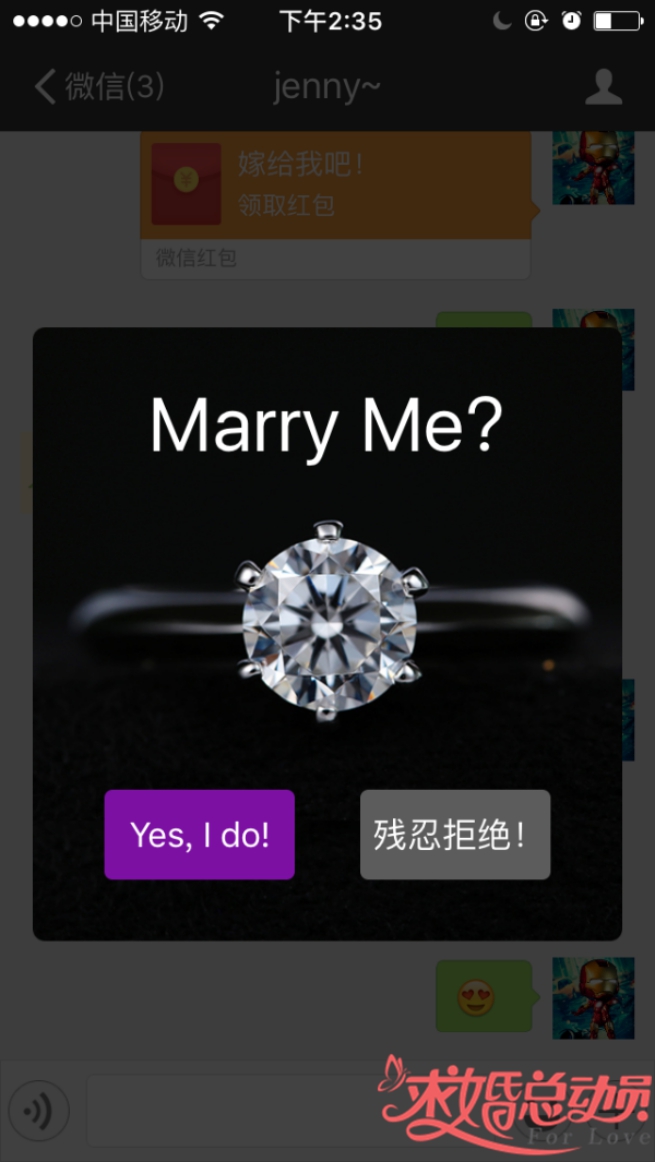 中国移动
下午2:35
微信(3)
jenny~
嫁给我吧！
领取红包
微信红包
Marry Me?
Yes, I do!
残忍拒绝！
求婚总动员
For Love